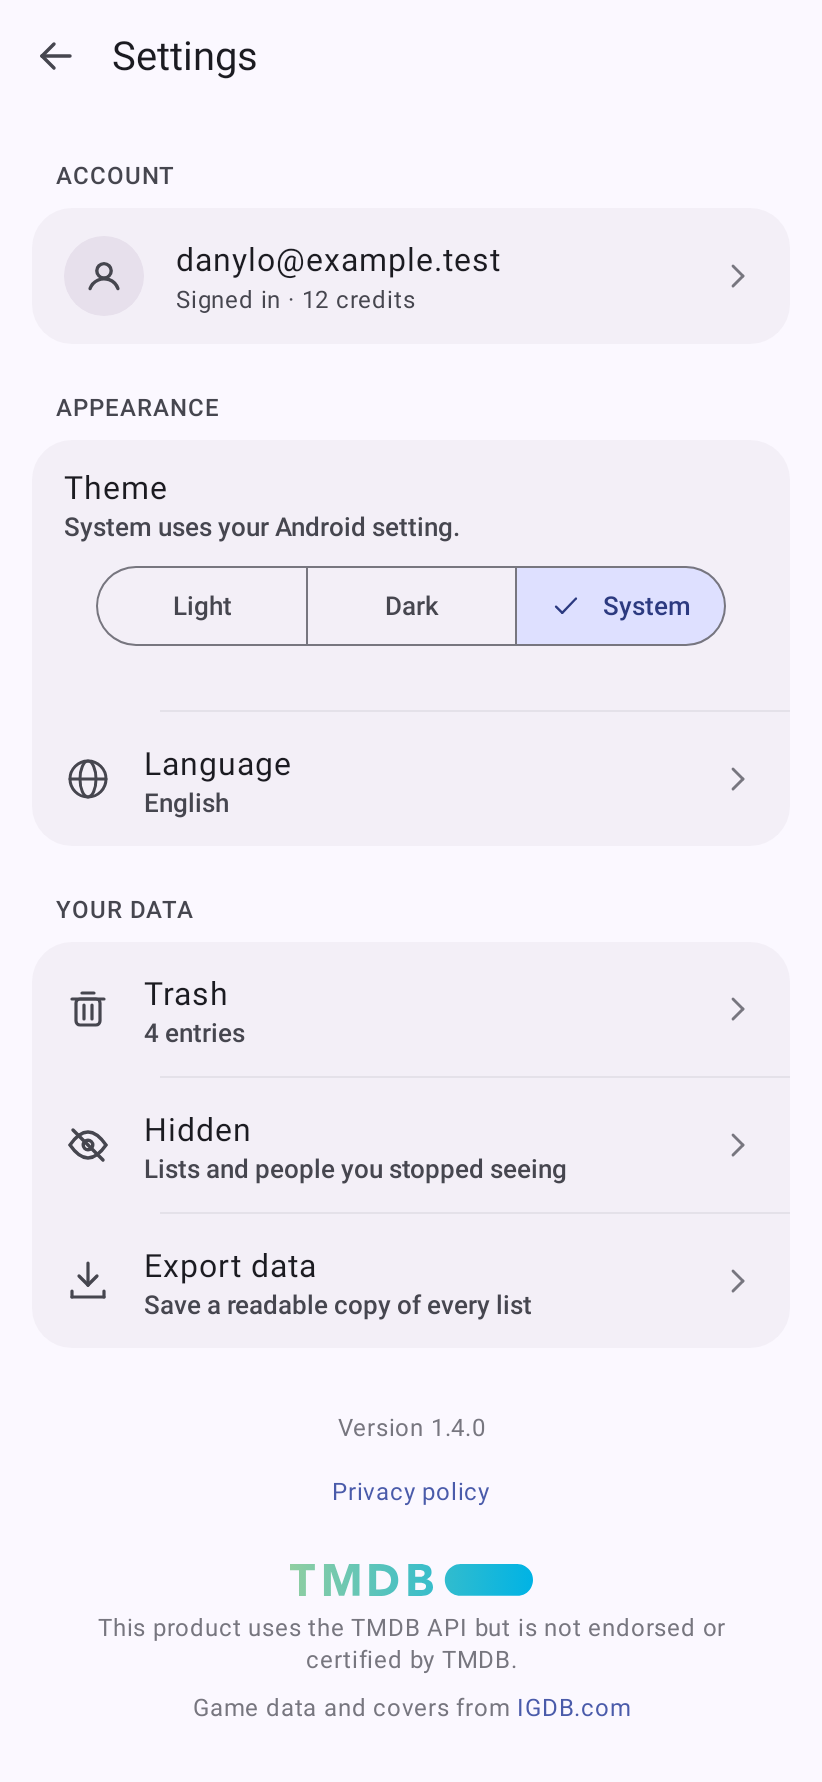 Settings
ACCOUNT
danylo@example.test
Signed in · 12 credits
APPEARANCE
Theme
System uses your Android setting.
Light Dark System
Language
English
YOUR DATA
Trash
4 entries
Hidden
Lists and people you stopped seeing
Export data
Save a readable copy of every list
Version 1.4.0
Privacy policy
TMDB
This product uses the TMDB API but is not endorsed or
certified by TMDB.
Game data and covers from IGDB.com